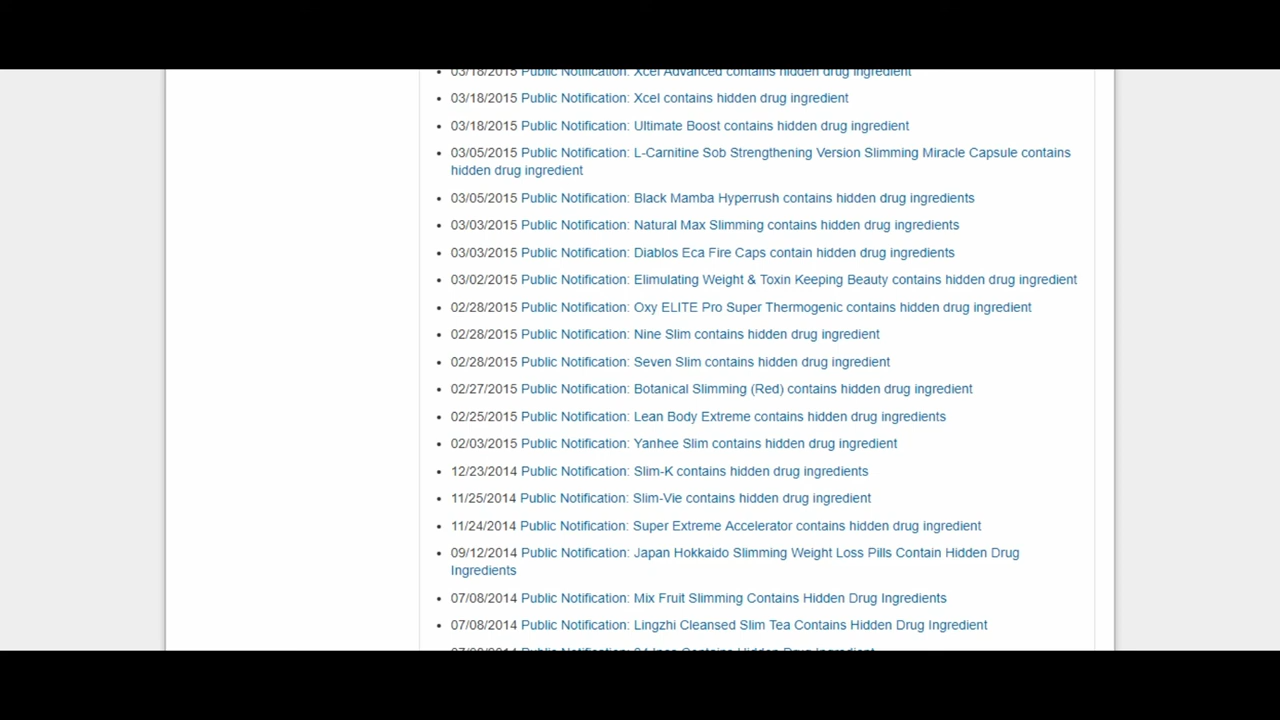 03/18/2015 Public Notification: Xcel Advanced contains hidden drug ingredient
03/18/2015 Public Notification: Xcel contains hidden drug ingredient
03/18/2015 Public Notification: Ultimate Boost contains hidden drug ingredient
03/05/2015 Public Notification: L-Carnitine Sob Strengthening Version Slimming Miracle Capsule contains
hidden drug ingredient
03/05/2015 Public Notification: Black Mamba Hyperrush contains hidden drug ingredients
03/03/2015 Public Notification: Natural Max Slimming contains hidden drug ingredients
03/03/2015 Public Notification: Diablos Eca Fire Caps contain hidden drug ingredients
03/02/2015 Public Notification: Elimulating Weight & Toxin Keeping Beauty contains hidden drug ingredient
02/28/2015 Public Notification: Oxy ELITE Pro Super Thermogenic contains hidden drug ingredient
02/28/2015 Public Notification: Nine Slim contains hidden drug ingredient
02/28/2015 Public Notification: Seven Slim contains hidden drug ingredient
02/27/2015 Public Notification: Botanical Slimming (Red) contains hidden drug ingredient
02/25/2015 Public Notification: Lean Body Extreme contains hidden drug ingredients
02/03/2015 Public Notification: Yanhee Slim contains hidden drug ingredient
12/23/2014 Public Notification: Slim-K contains hidden drug ingredients
11/25/2014 Public Notification: Slim-Vie contains hidden drug ingredient
11/24/2014 Public Notification: Super Extreme Accelerator contains hidden drug ingredient
09/12/2014 Public Notification: Japan Hokkaido Slimming Weight Loss Pills Contain Hidden Drug
Ingredients
07/08/2014 Public Notification: Mix Fruit Slimming Contains Hidden Drug Ingredients
07/08/2014 Public Notification: Lingzhi Cleansed Slim Tea Contains Hidden Drug Ingredient